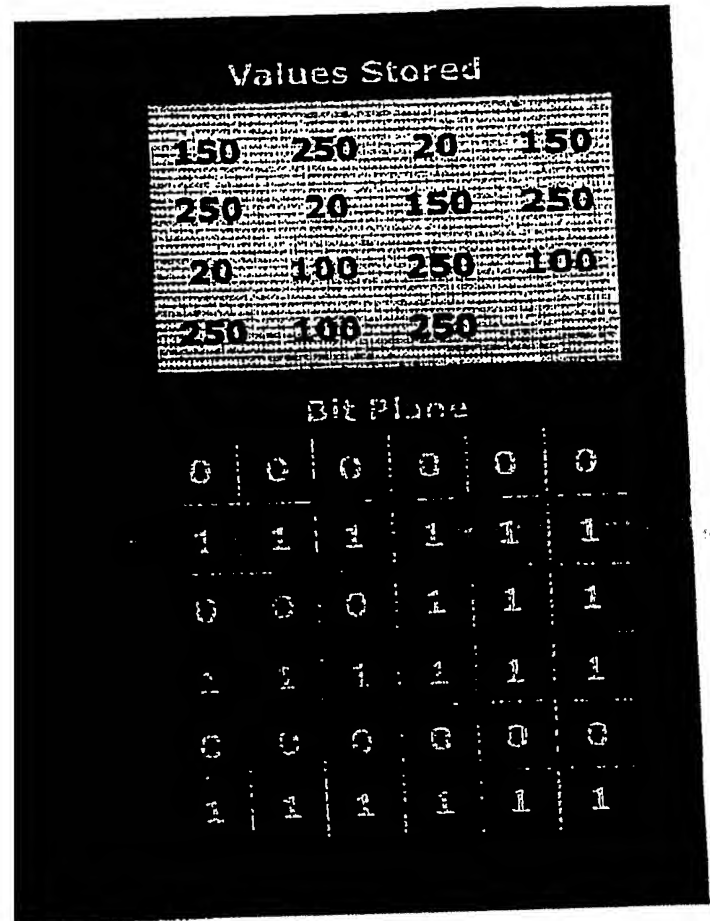 Values Stored
150 250 20 150
250 20 150 250
20 100 250 100
250 100 250
Bit Plane
0 0 0 0 0 0
1 1 1 1 1 1
0 0 0 1 1 1
1 1 1 1 1 1
0 0 0 0 0 0
1 1 1 1 1 1